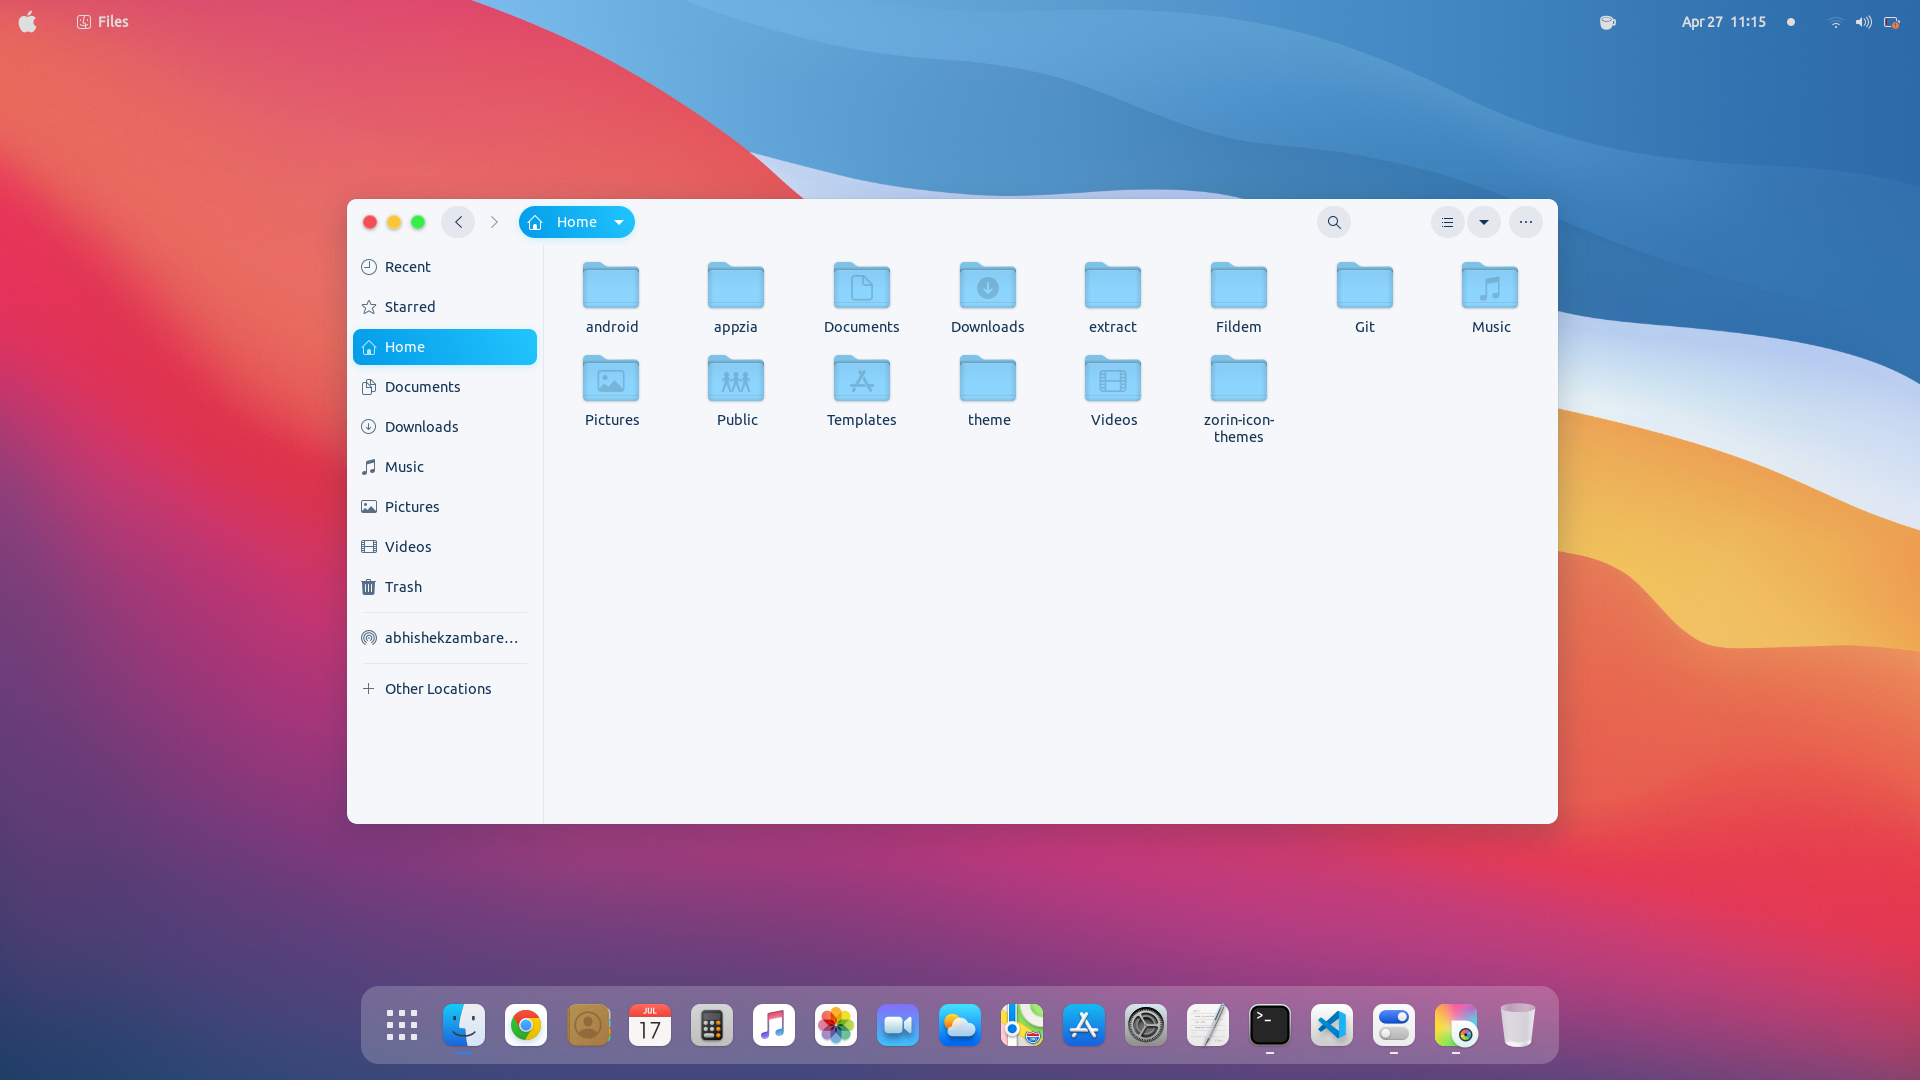 Files
Apr 27 11:15
Home
Recent
Starred
Home
Documents
Downloads
Music
Pictures
Videos
Trash
abhishekzambare...
Other Locations
android
appzia
Documents
Downloads
extract
Fildem
Git
Music
Pictures
Public
Templates
theme
Videos
zorin-icon-
themes
JUL
17
>_